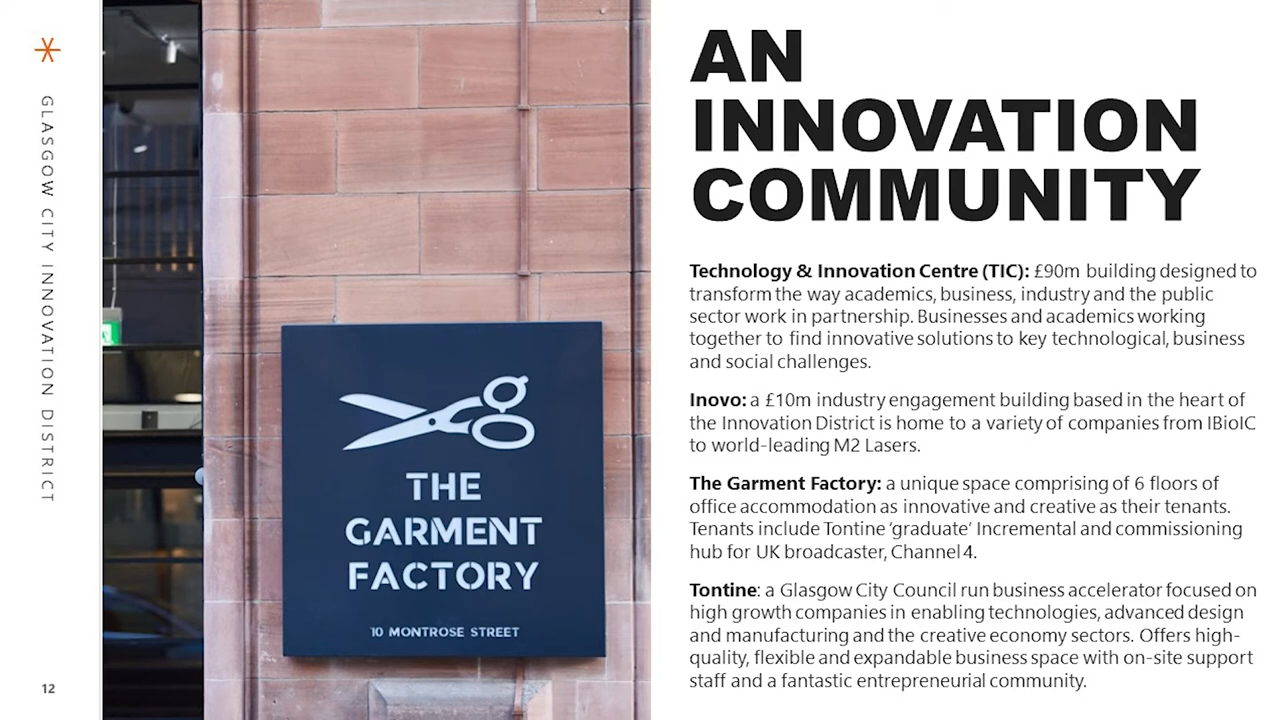 GLASGOW CITY INNOVATION DISTRICT
12
THE
GARMENT
FACTORY
10 MONTROSE STREET
AN
INNOVATION
COMMUNITY
Technology & Innovation Centre (TIC): £90m building designed to
transform the way academics, business, industry and the public
sector work in partnership. Businesses and academics working
together to find innovative solutions to key technological, business
and social challenges.
Inovo: a £10m industry engagement building based in the heart of
the Innovation District is home to a variety of companies from IBioIC
to world-leading M2 Lasers.
The Garment Factory: a unique space comprising of 6 floors of
office accommodation as innovative and creative as their tenants.
Tenants include Tontine ‘graduate’ Incremental and commissioning
hub for UK broadcaster, Channel 4.
Tontine: a Glasgow City Council run business accelerator focused on
high growth companies in enabling technologies, advanced design
and manufacturing and the creative economy sectors. Offers high-
quality, flexible and expandable business space with on-site support
staff and a fantastic entrepreneurial community.